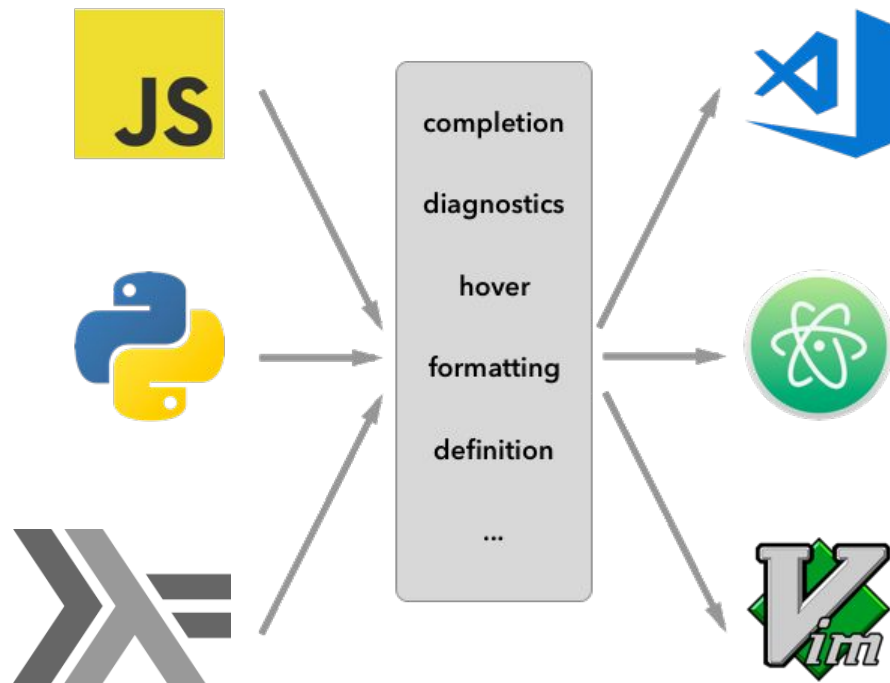 JS
completion
diagnostics
hover
formatting
definition
...
Vim